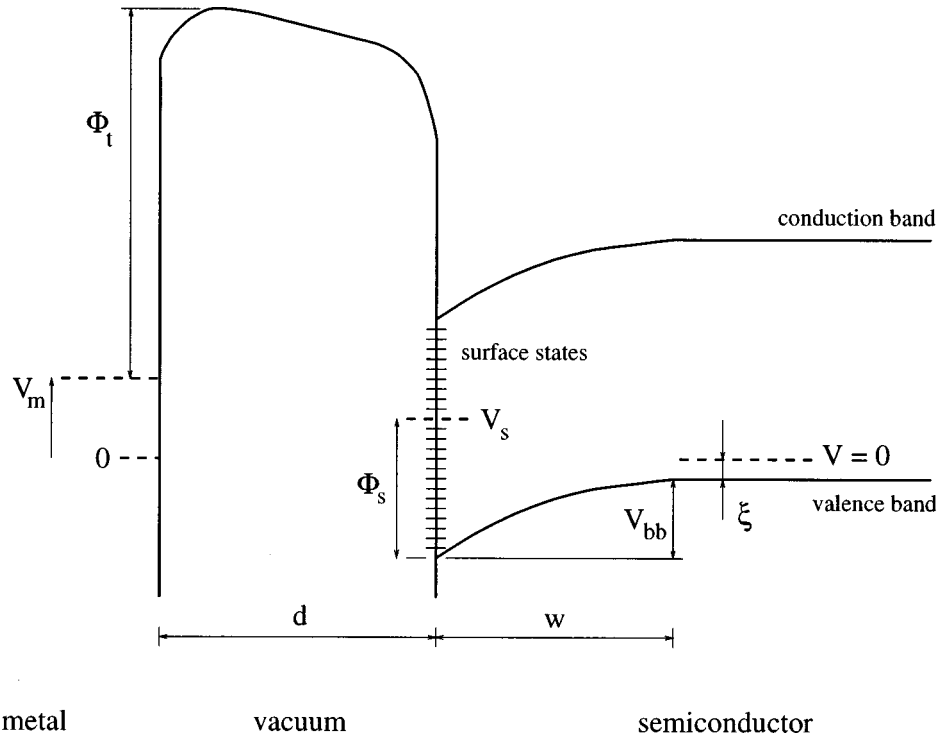 Φt
conduction band
surface states
Vm
Vs
0
V = 0
Φs
Vbb
ξ
valence band
d
w
metal
vacuum
semiconductor